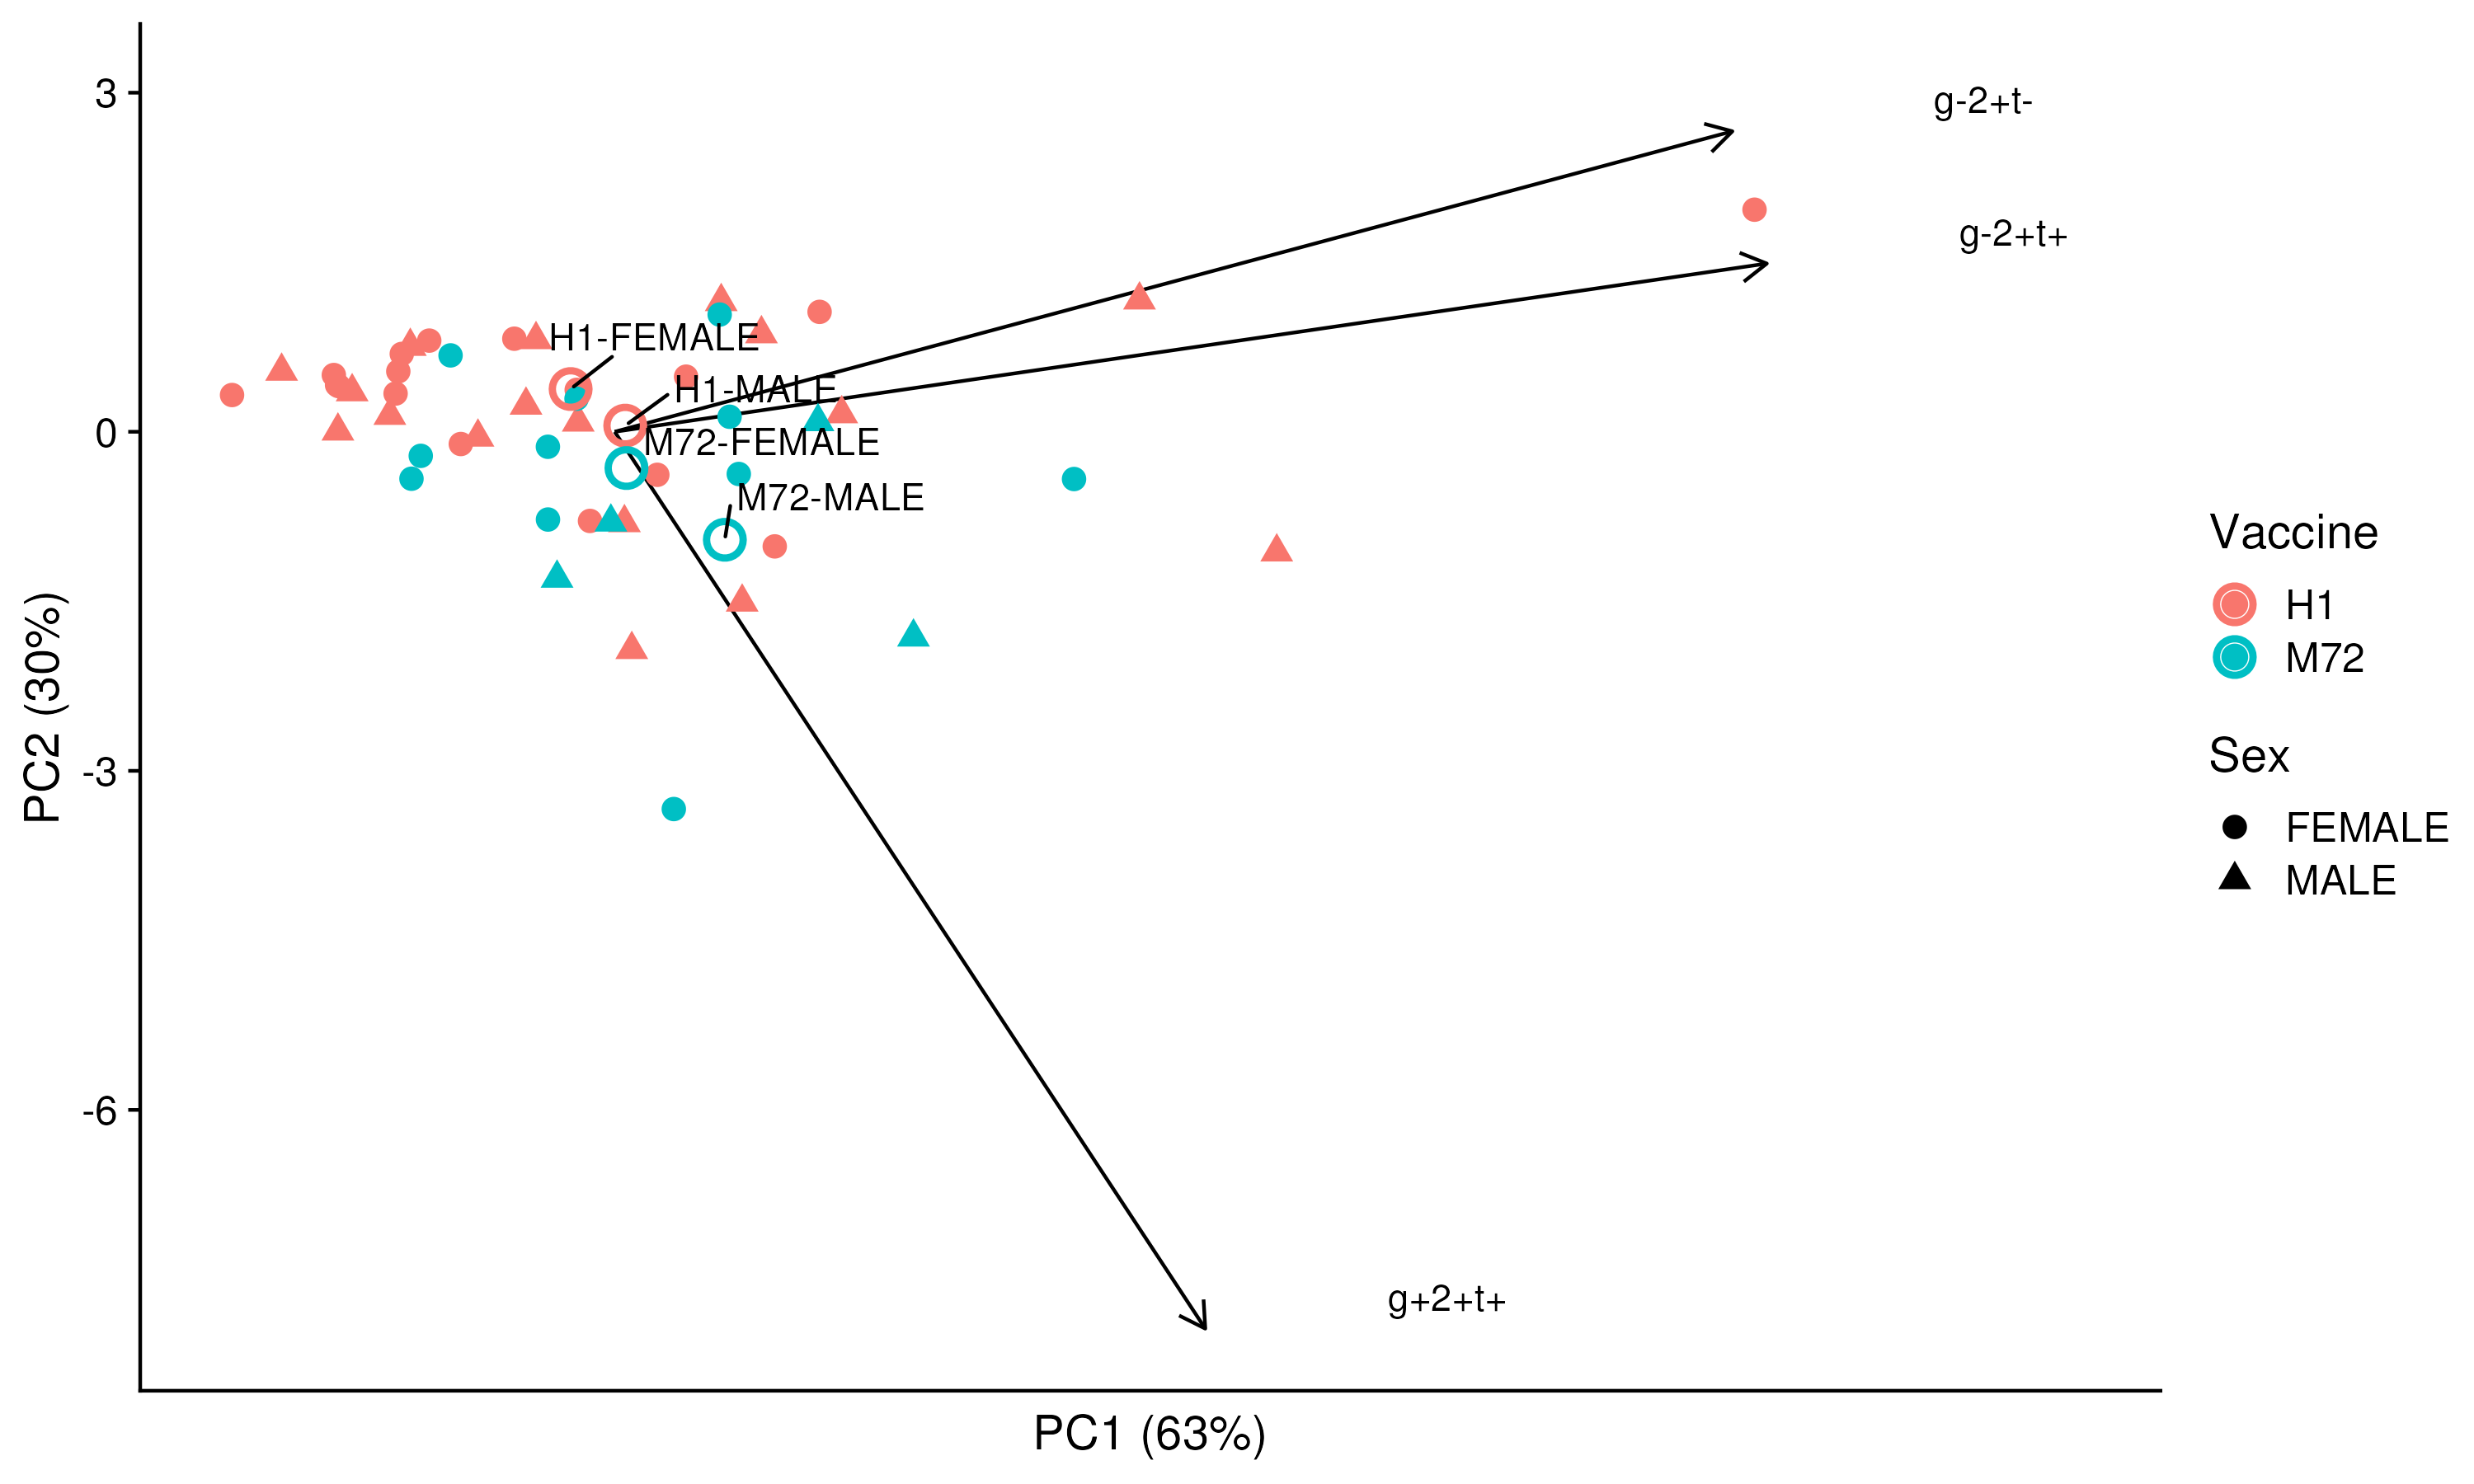 3
g-2+t-
g-2+t+
H1-FEMALE
H1-MALE
0
M72-FEMALE
M72-MALE
Vaccine
H1
M72
PC2 (30%)
Sex
-3
FEMALE
MALE
-6
g+2+t+
PC1 (63%)